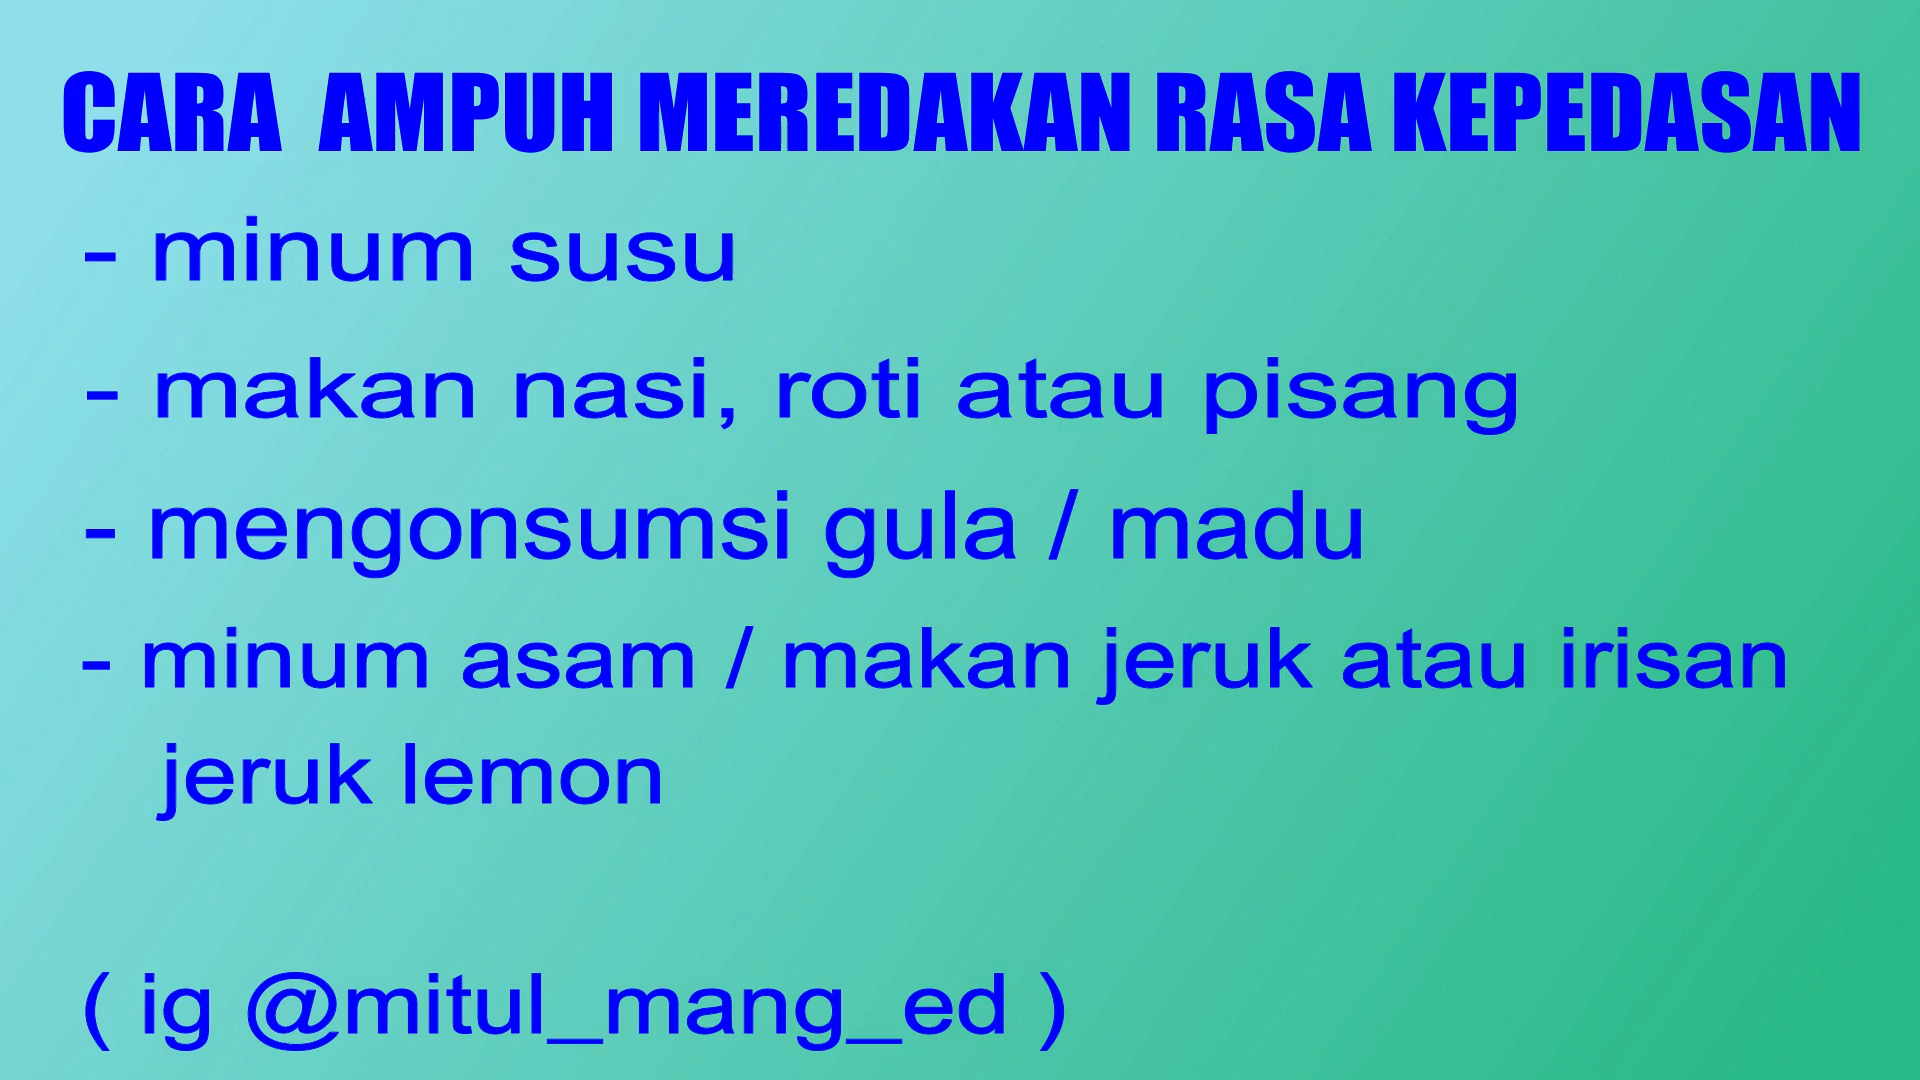 CARA AMPUH MEREDAKAN RASA KEPEDASAN
- minum susu
- makan nasi, roti atau pisang
- mengonsumsi gula / madu
- minum asam / makan jeruk atau irisan
jeruk lemon
( ig @mitul_mang_ed )